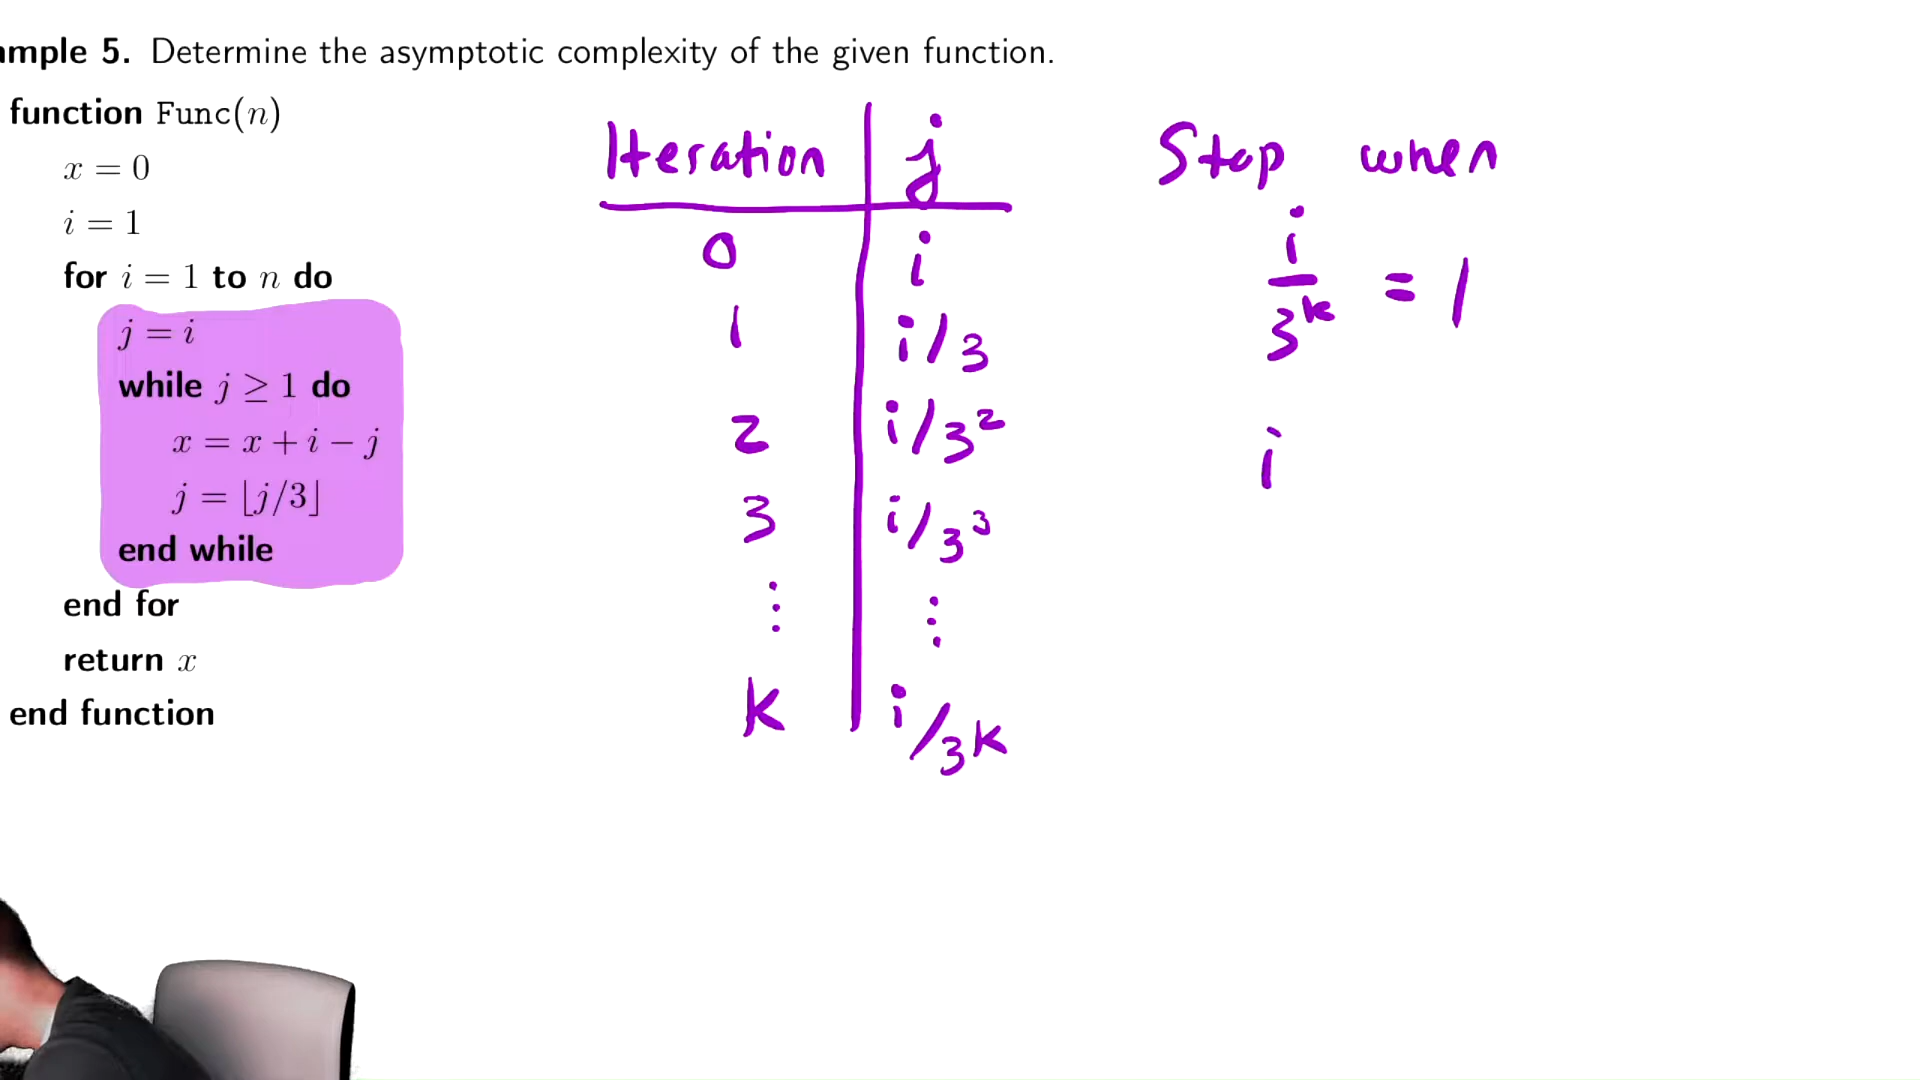 ample 5. Determine the asymptotic complexity of the given function.
function Func(n)
x = 0
i = 1
for i = 1 to n do
j = i
while j ≥ 1 do
x = x + i − j
j = ⌊j/3⌋
end while
end for
return x
end function
Iteration | j
0 | i
1 | i/3
2 | i/3²
3 | i/3³
⋮ | ⋮
k | i/3k
Stop when
i/3ᵏ = 1
i